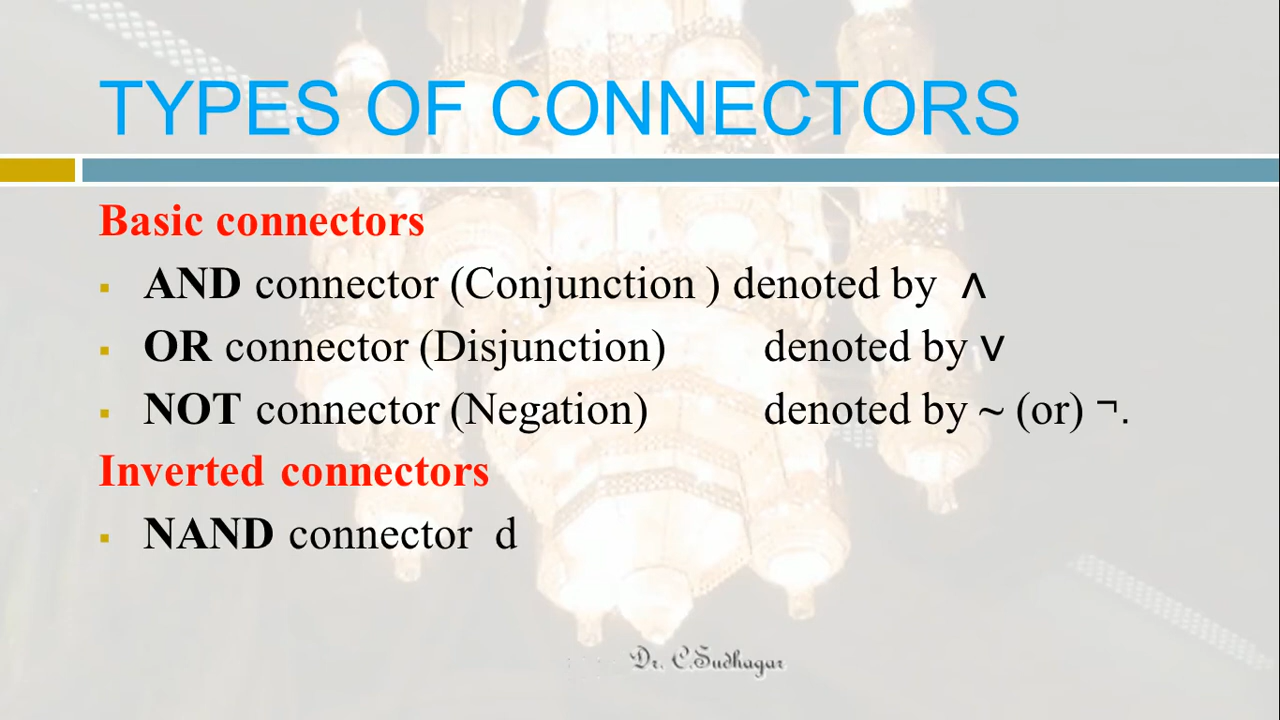 TYPES OF CONNECTORS
Basic connectors
▪ AND connector (Conjunction ) denoted by ∧
▪ OR connector (Disjunction) denoted by ∨
▪ NOT connector (Negation) denoted by ~ (or) ¬.
Inverted connectors
▪ NAND connector d
Dr. C.Sudhagar